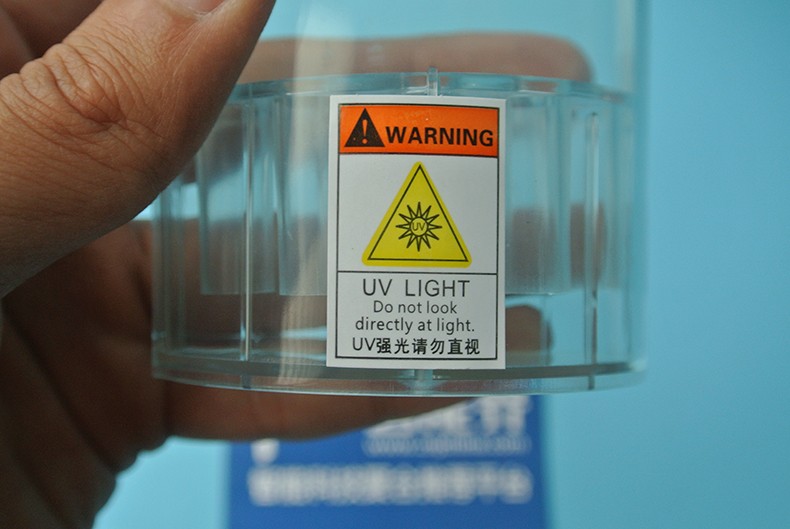 WARNING
UV
UV LIGHT
Do not look
directly at light.
UV强光请勿直视